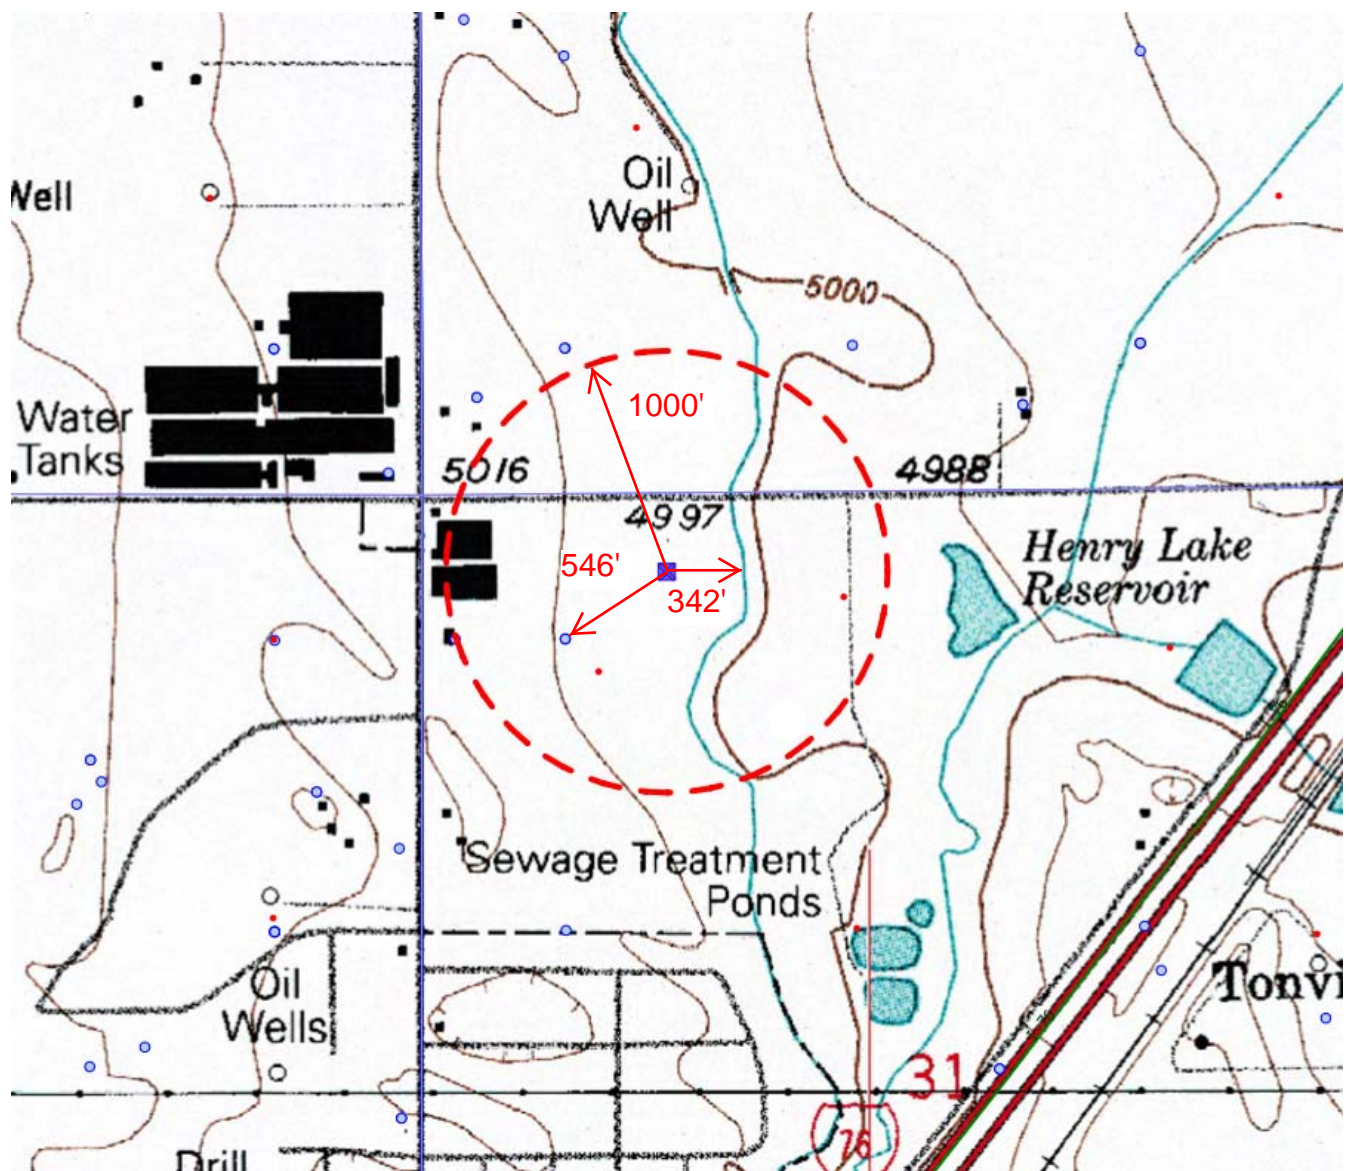 Oil
Well
Well
5000
1000'
Water
Tanks
5016
4988
4997
546'
342'
Henry Lake
Reservoir
Sewage Treatment
Ponds
Oil
Wells
Tonvi
31
76
Drill